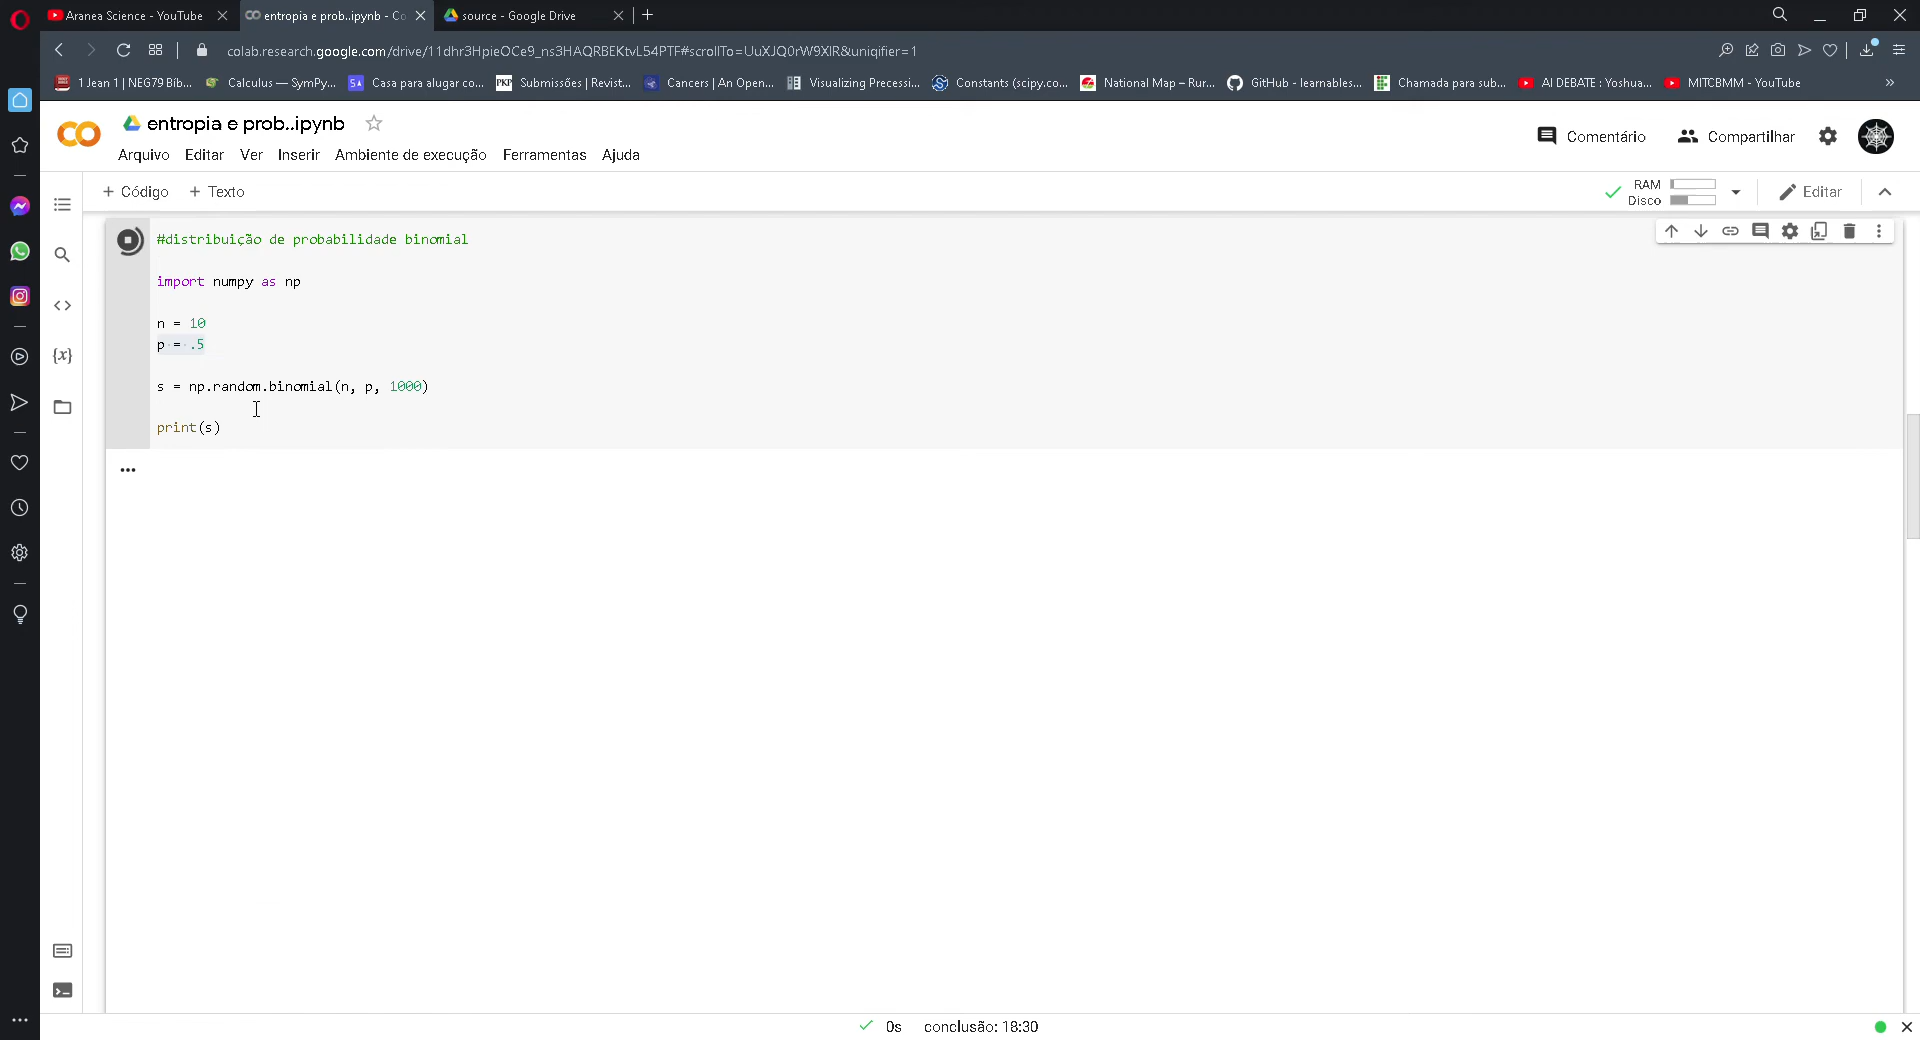 Aranea Science - YouTube
entropia e prob..ipynb - Co
source - Google Drive
colab.research.google.com/drive/11dhr3HpieOCe9_ns3HAQRBEKtvL54PTF#scrollTo=UuXJQ0rW9XlR&uniqifier=1
1 Jean 1 | NEG79 Bíb...
Calculus — SymPy...
Casa para alugar co...
PKP
Submissões | Revist...
Cancers | An Open...
Visualizing Precessi...
Constants (scipy.co...
National Map – Rur...
GitHub - learnables...
Chamada para sub...
AI DEBATE : Yoshua...
MITCBMM - YouTube
»
entropia e prob..ipynb
Comentário
Compartilhar
Arquivo Editar Ver Inserir Ambiente de execução Ferramentas Ajuda
+ Código + Texto
RAM
Disco
Editar
#distribuição de probabilidade binomial
import numpy as np
n = 10
p = .5
s = np.random.binomial(n, p, 1000)
print(s)
{x}
0s conclusão: 18:30